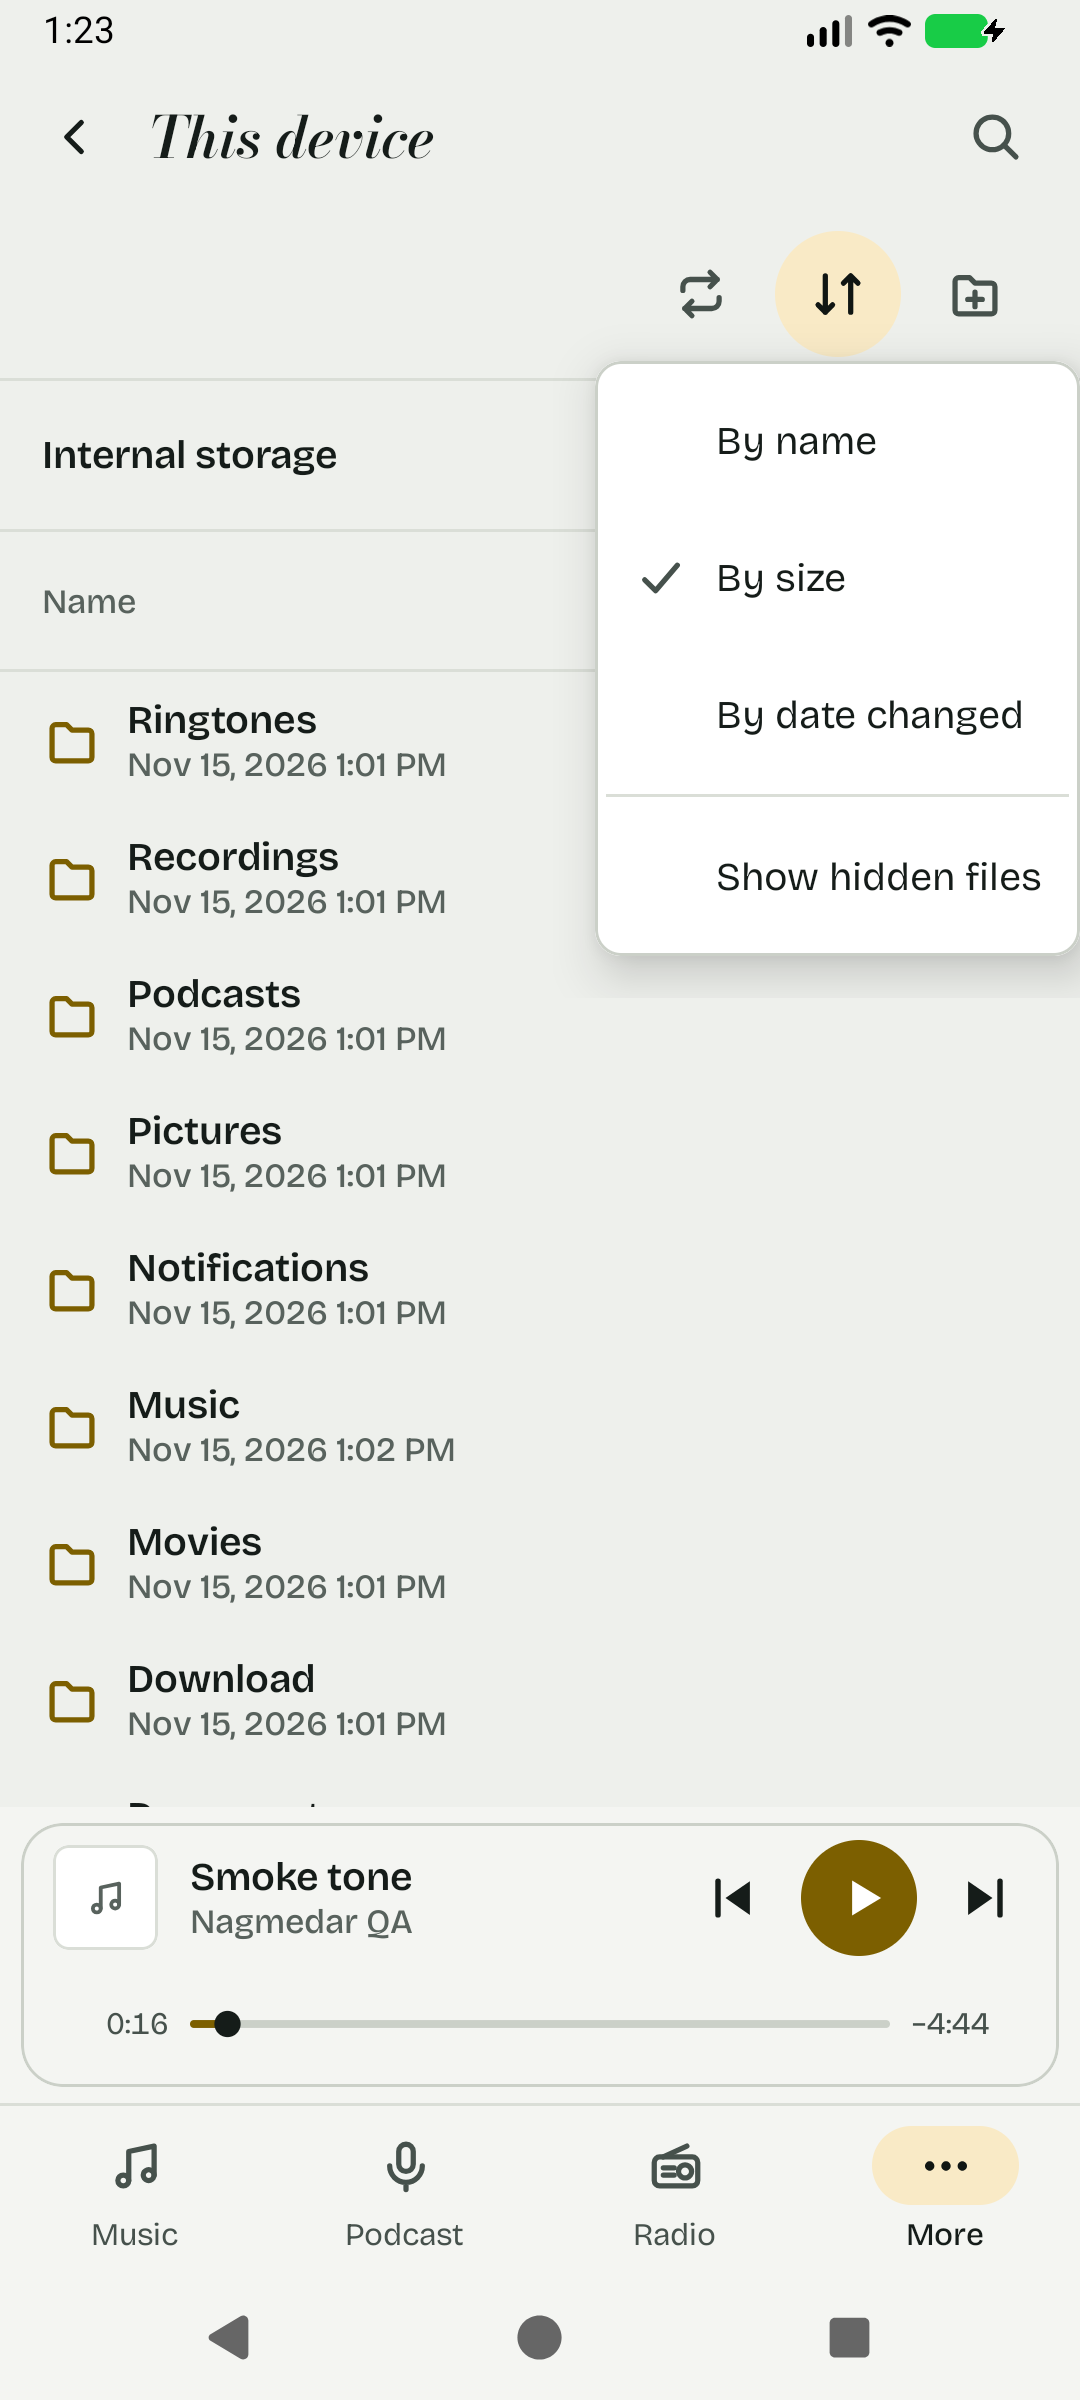 1:23
This device
Internal storage
Name
By name
By size
By date changed
Show hidden files
Ringtones
Nov 15, 2026 1:01 PM
Recordings
Nov 15, 2026 1:01 PM
Podcasts
Nov 15, 2026 1:01 PM
Pictures
Nov 15, 2026 1:01 PM
Notifications
Nov 15, 2026 1:01 PM
Music
Nov 15, 2026 1:02 PM
Movies
Nov 15, 2026 1:01 PM
Download
Nov 15, 2026 1:01 PM
Smoke tone
Nagmedar QA
0:16
-4:44
Music
Podcast
Radio
More